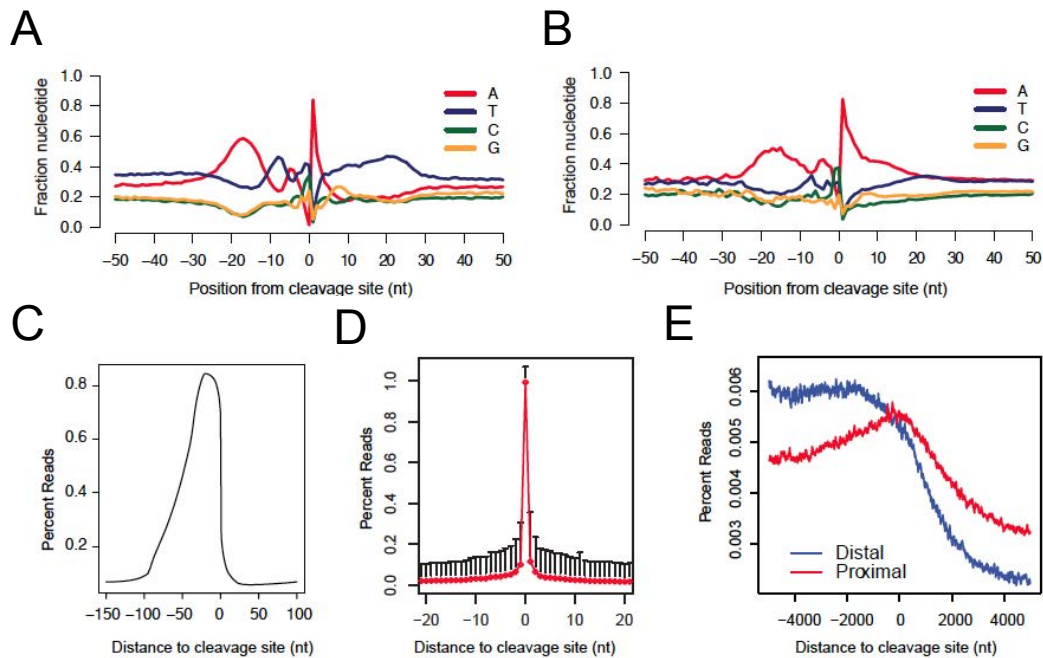 A
B
Fraction nucleotide
1.0
0.8
0.6
0.4
0.2
0.0
A
T
C
G
−50 −40 −30 −20 −10 0 10 20 30 40 50
Position from cleavage site (nt)
Fraction nucleotide
1.0
0.8
0.6
0.4
0.2
0.0
A
T
C
G
−50 −40 −30 −20 −10 0 10 20 30 40 50
Position from cleavage site (nt)
C
D
E
Percent Reads
0.8
0.6
0.4
0.2
−150 −100 −50 0 50 100
Distance to cleavage site (nt)
Percent Reads
1.0
0.8
0.6
0.4
0.2
0.0
−20 −10 0 10 20
Distance to cleavage site (nt)
Percent Reads
0.006
0.005
0.004
0.003
Distal
Proximal
−4000 −2000 0 2000 4000
Distance to cleavage site (nt)